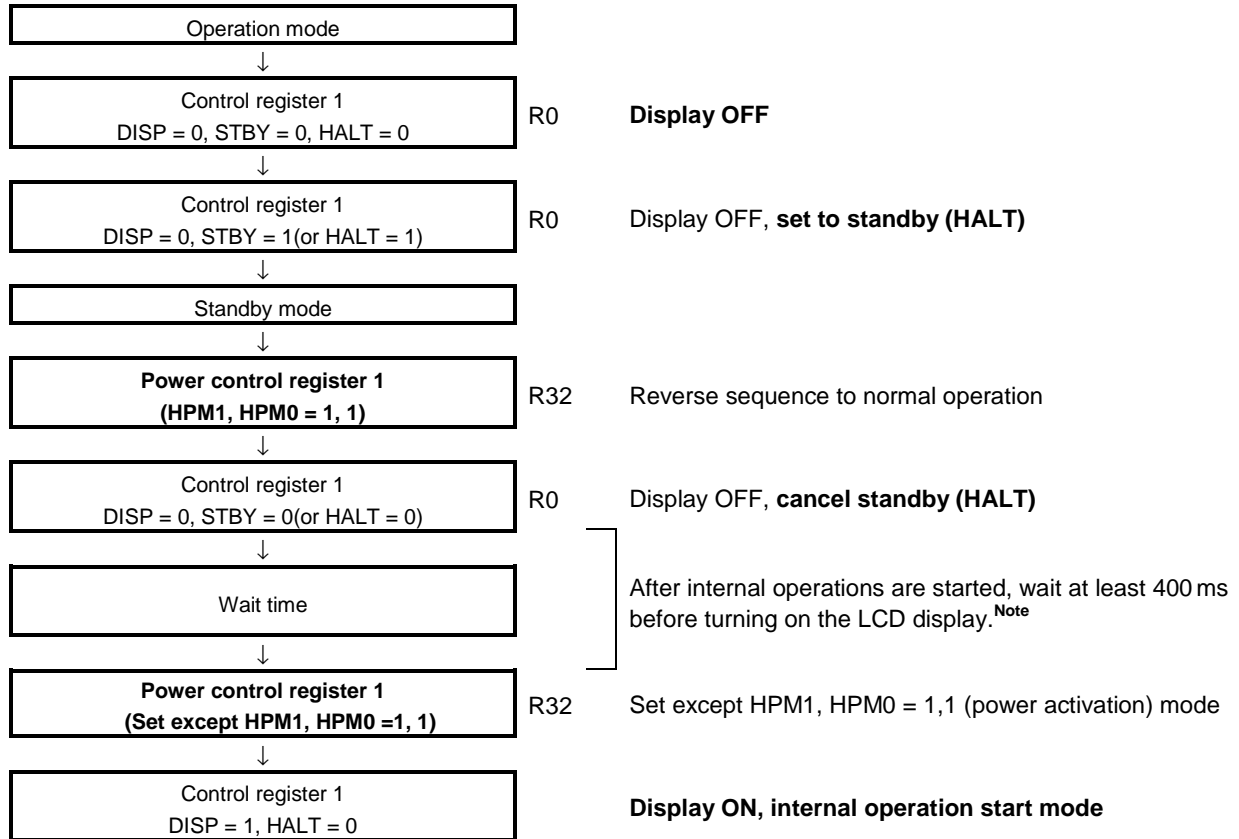 Operation mode
↓
Control register 1
DISP = 0, STBY = 0, HALT = 0
R0
Display OFF
↓
Control register 1
DISP = 0, STBY = 1(or HALT = 1)
R0
Display OFF, set to standby (HALT)
↓
Standby mode
↓
Power control register 1
(HPM1, HPM0 = 1, 1)
R32
Reverse sequence to normal operation
↓
Control register 1
DISP = 0, STBY = 0(or HALT = 0)
R0
Display OFF, cancel standby (HALT)
↓
Wait time
After internal operations are started, wait at least 400 ms
before turning on the LCD display.Note
↓
Power control register 1
(Set except HPM1, HPM0 =1, 1)
R32
Set except HPM1, HPM0 = 1,1 (power activation) mode
↓
Control register 1
DISP = 1, HALT = 0
Display ON, internal operation start mode